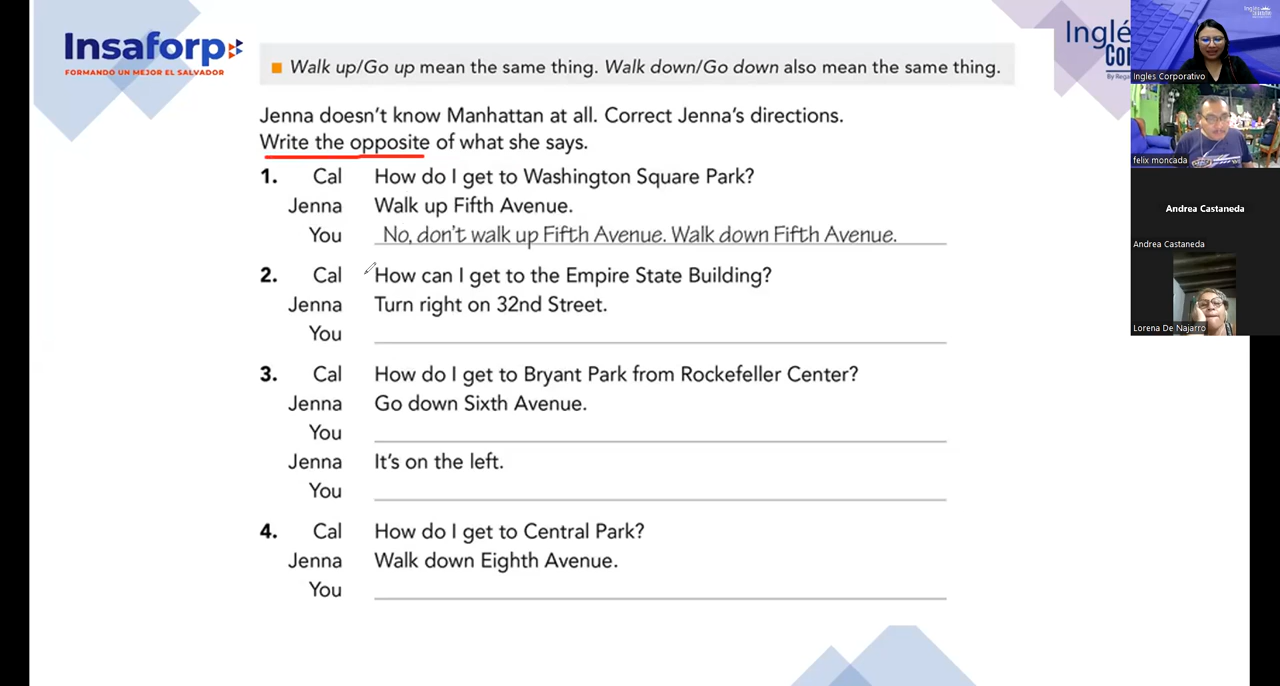 Insaforp
FORMANDO UN MEJOR EL SALVADOR
Walk up/Go up mean the same thing. Walk down/Go down also mean the same thing.
Jenna doesn't know Manhattan at all. Correct Jenna's directions.
Write the opposite of what she says.
1. Cal How do I get to Washington Square Park?
Jenna Walk up Fifth Avenue.
You No, don't walk up Fifth Avenue. Walk down Fifth Avenue.
2. Cal How can I get to the Empire State Building?
Jenna Turn right on 32nd Street.
You
3. Cal How do I get to Bryant Park from Rockefeller Center?
Jenna Go down Sixth Avenue.
You
Jenna It's on the left.
You
4. Cal How do I get to Central Park?
Jenna Walk down Eighth Avenue.
You
Ingles Corporativo
felix moncada
Andrea Castaneda
Andrea Castaneda
Lorena De Najarro